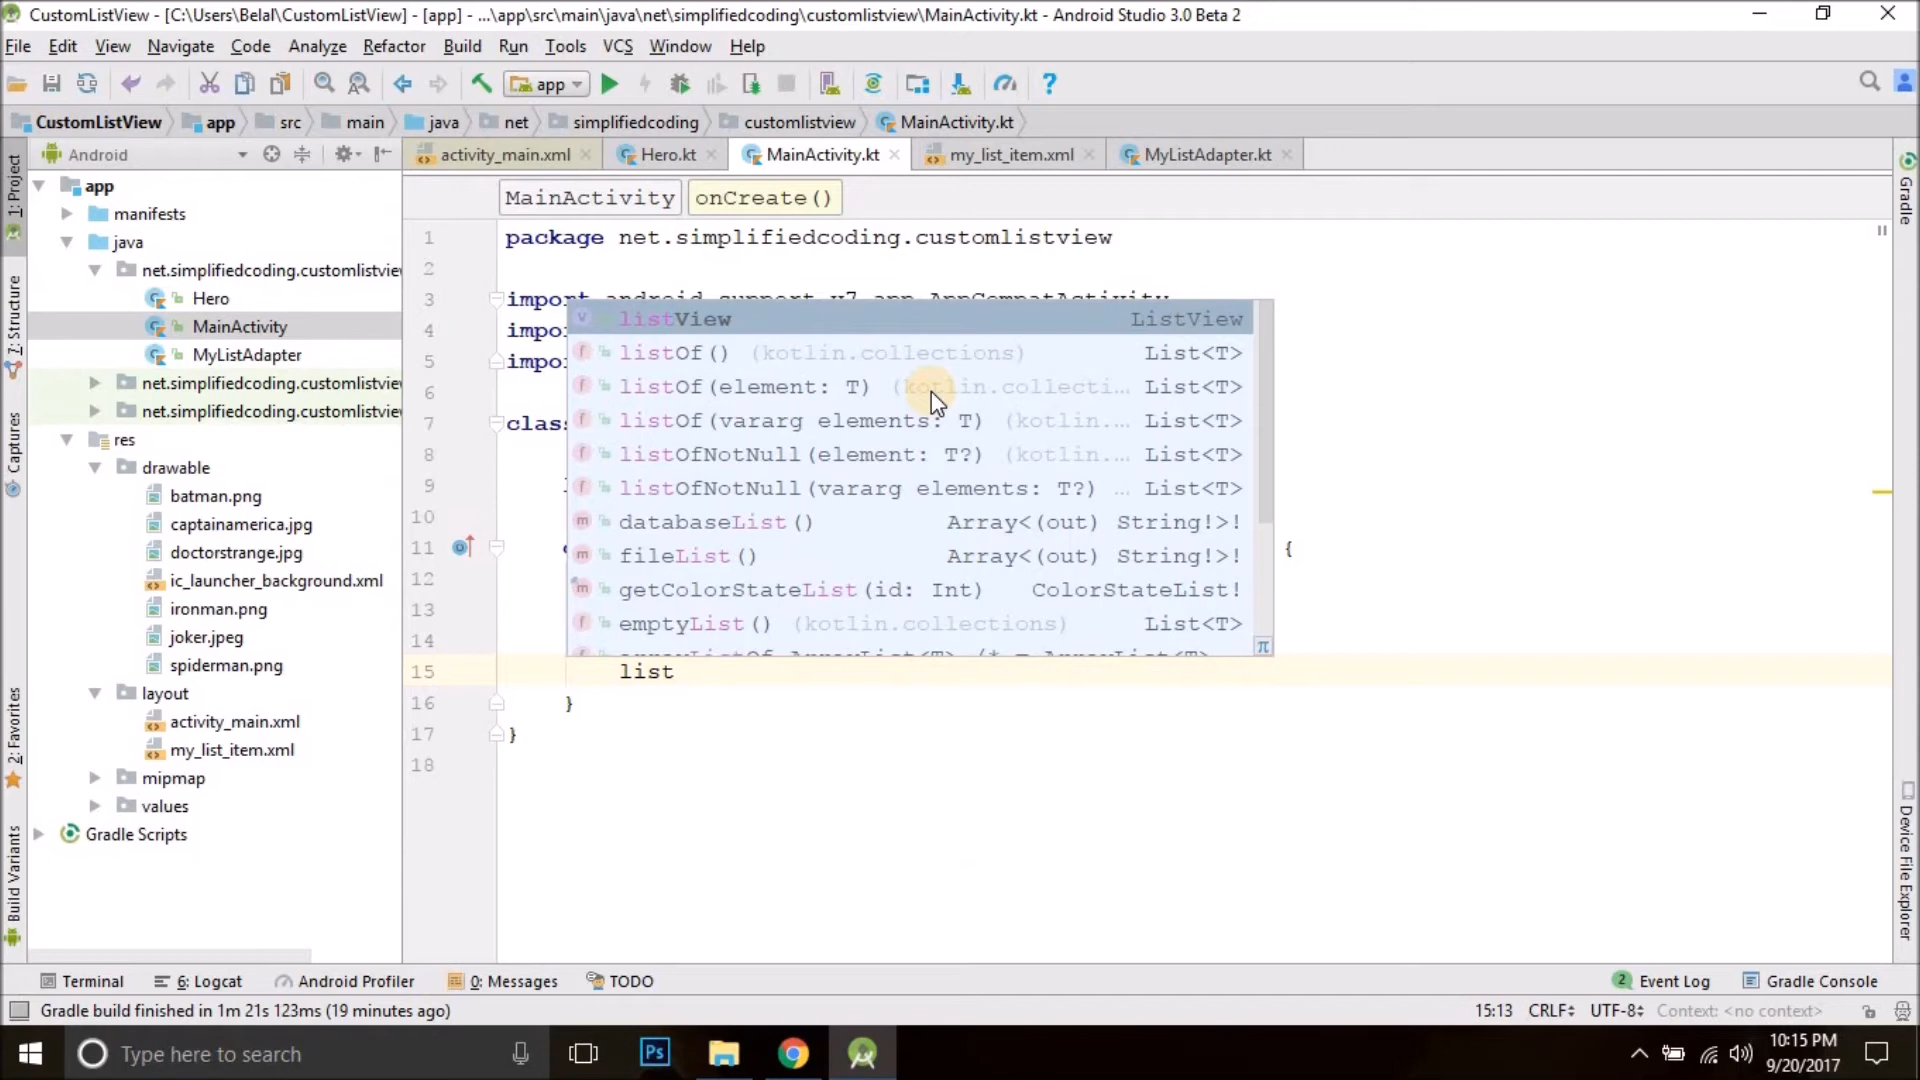 CustomListView - [C:\Users\Belal\CustomListView] - [app] - ...\app\src\main\java\net\simplifiedcoding\customlistview\MainActivity.kt - Android Studio 3.0 Beta 2
File Edit View Navigate Code Analyze Refactor Build Run Tools VCS Window Help
app
CustomListView app src main java net simplifiedcoding customlistview MainActivity.kt
Android
activity_main.xml Hero.kt MainActivity.kt my_list_item.xml MyListAdapter.kt
1: Project
7: Structure
Captures
2: Favorites
Build Variants
Gradle
Device File Explorer
app
manifests
java
net.simplifiedcoding.customlistvie
Hero
MainActivity
MyListAdapter
net.simplifiedcoding.customlistvie
net.simplifiedcoding.customlistvie
res
drawable
batman.png
captainamerica.jpg
doctorstrange.jpg
ic_launcher_background.xml
ironman.png
joker.jpeg
spiderman.png
layout
activity_main.xml
my_list_item.xml
mipmap
values
Gradle Scripts
MainActivity onCreate()
1 package net.simplifiedcoding.customlistview
2
3 import android.support.v7.app.AppCompatActivity
4 impo
5 impo
6
7 clas
8
9
10
11 {
12
13
14
15 list
16 }
17 }
18
listView ListView
listOf() (kotlin.collections) List<T>
listOf(element: T) (kotlin.collecti... List<T>
listOf(vararg elements: T) (kotlin.... List<T>
listOfNotNull(element: T?) (kotlin.... List<T>
listOfNotNull(vararg elements: T?) ... List<T>
databaseList() Array<(out) String!>!
fileList() Array<(out) String!>!
getColorStateList(id: Int) ColorStateList!
emptyList() (kotlin.collections) List<T>
π
Terminal 6: Logcat Android Profiler 0: Messages TODO 2 Event Log Gradle Console
Gradle build finished in 1m 21s 123ms (19 minutes ago) 15:13 CRLF UTF-8 Context: <no context>
Type here to search
Ps
10:15 PM
9/20/2017